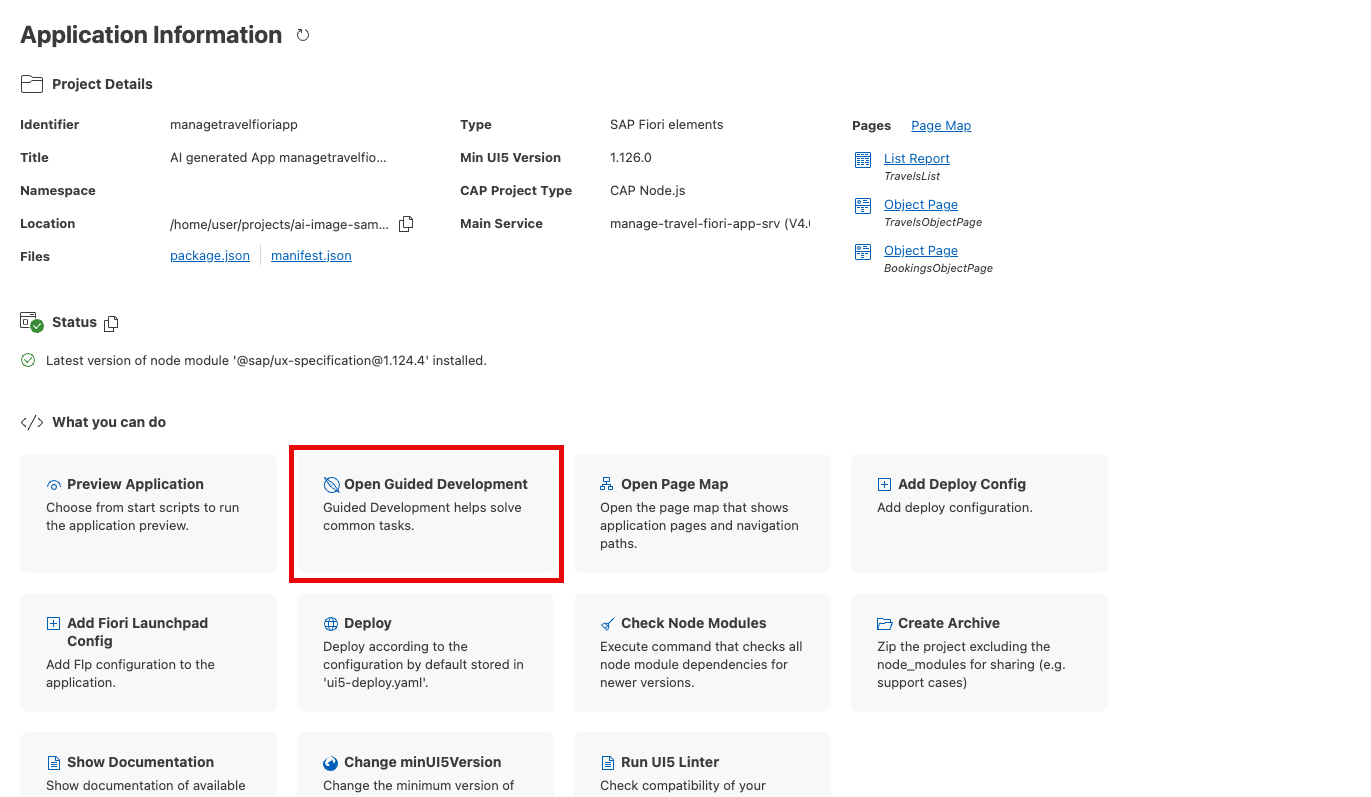 Application Information
Project Details
Identifier managetravelfioriapp
Title AI generated App managetravelfio...
Namespace
Location /home/user/projects/ai-image-sam...
Files package.json manifest.json
Type SAP Fiori elements
Min UI5 Version 1.126.0
CAP Project Type CAP Node.js
Main Service manage-travel-fiori-app-srv (V4.
Pages Page Map
List Report
TravelsList
Object Page
TravelsObjectPage
Object Page
BookingsObjectPage
Status
Latest version of node module '@sap/ux-specification@1.124.4' installed.
</> What you can do
Preview Application
Choose from start scripts to run
the application preview.
Open Guided Development
Guided Development helps solve
common tasks.
Open Page Map
Open the page map that shows
application pages and navigation
paths.
Add Deploy Config
Add deploy configuration.
Add Fiori Launchpad
Config
Add Flp configuration to the
application.
Deploy
Deploy according to the
configuration by default stored in
'ui5-deploy.yaml'.
Check Node Modules
Execute command that checks all
node module dependencies for
newer versions.
Create Archive
Zip the project excluding the
node_modules for sharing (e.g.
support cases)
Show Documentation
Show documentation of available
Change minUI5Version
Change the minimum version of
Run UI5 Linter
Check compatibility of your